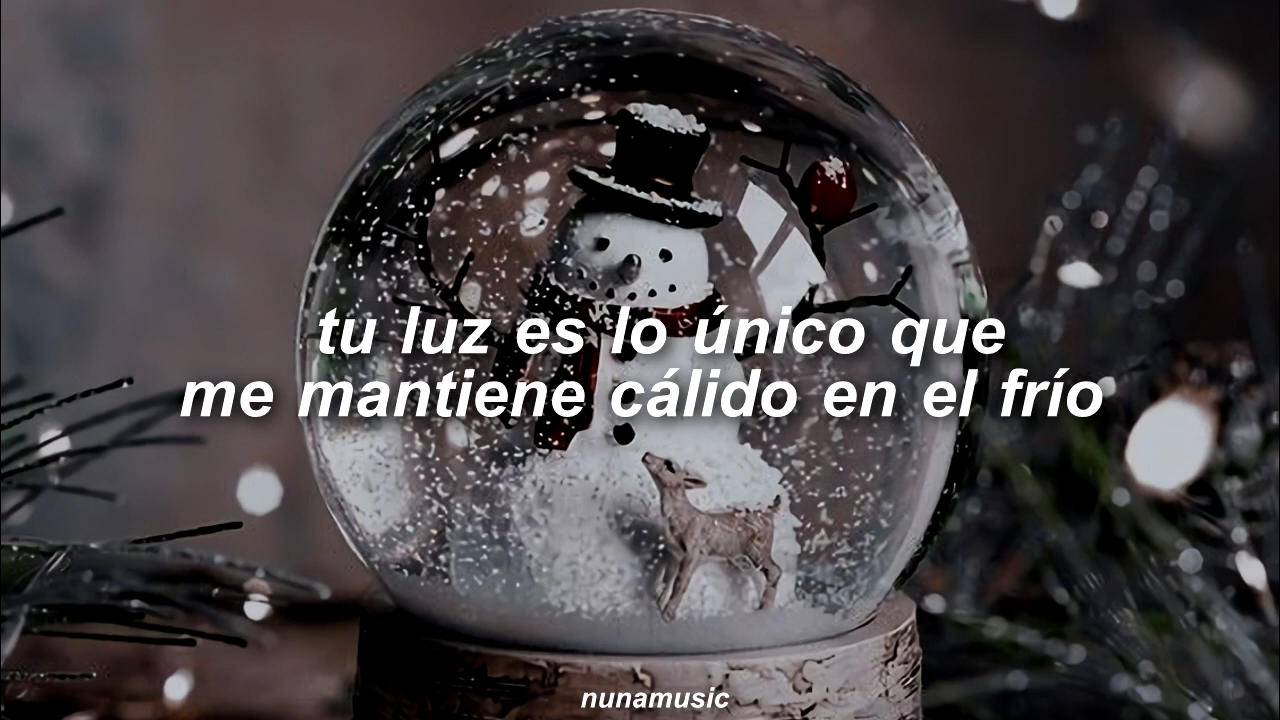 tu luz es lo único que
me mantiene cálido en el frío
nunamusic